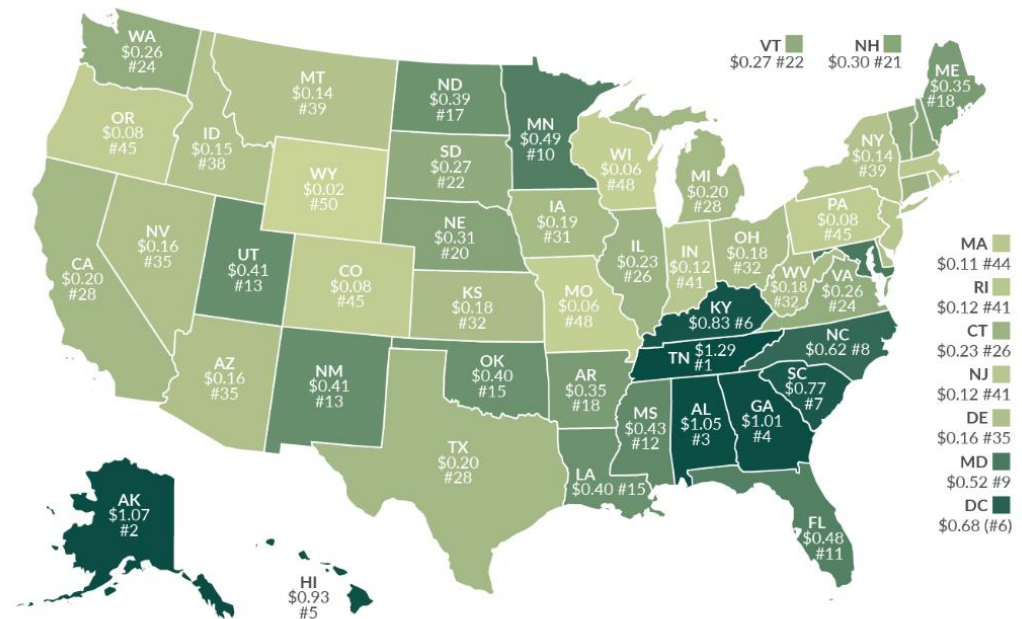 WA
$0.26
#24
MT
$0.14
#39
ND
$0.39
#17
MN
$0.49
#10
VT
$0.27 #22
NH
$0.30 #21
ME
$0.35
#18
OR
$0.08
#45
ID
$0.15
#38
WY
$0.02
#50
SD
$0.27
#22
WI
$0.06
#48
MI
$0.20
#28
NY
$0.14
#39
CA
$0.20
#28
NV
$0.16
#35
UT
$0.41
#13
CO
$0.08
#45
NE
$0.31
#20
IA
$0.19
#31
IL
$0.23
#26
IN
$0.12
#41
OH
$0.18
#32
PA
$0.08
#45
WV
$0.18
#32
VA
$0.26
#24
KS
$0.18
#32
MO
$0.06
#48
KY
$0.83 #6
TN $1.29
#1
NC
$0.62 #8
SC
$0.77
#7
AZ
$0.16
#35
NM
$0.41
#13
OK
$0.40
#15
AR
$0.35
#18
MS
$0.43
#12
AL
$1.05
#3
GA
$1.01
#4
TX
$0.20
#28
LA
$0.40 #15
FL
$0.48
#11
AK
$1.07
#2
HI
$0.93
#5
MA
$0.11 #44
RI
$0.12 #41
CT
$0.23 #26
NJ
$0.12 #41
DE
$0.16 #35
MD
$0.52 #9
DC
$0.68 (#6)